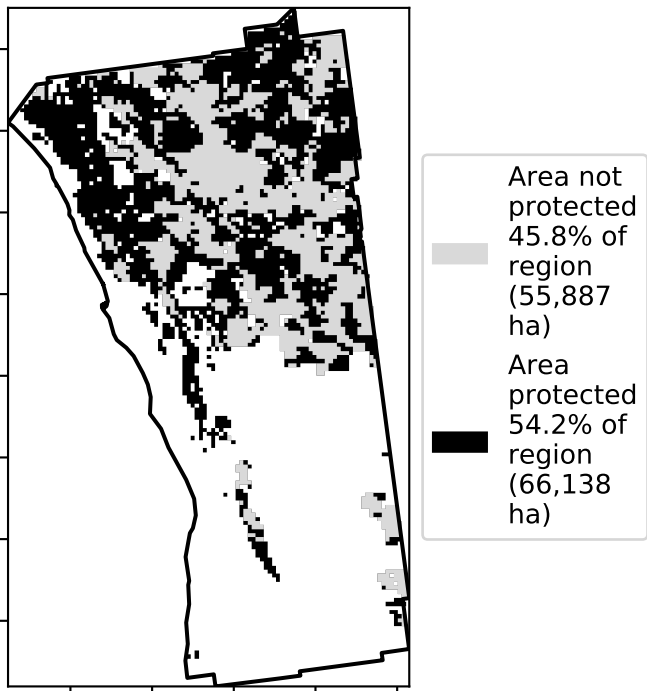 Area not
protected
45.8% of
region
(55,887
ha)
Area
protected
54.2% of
region
(66,138
ha)